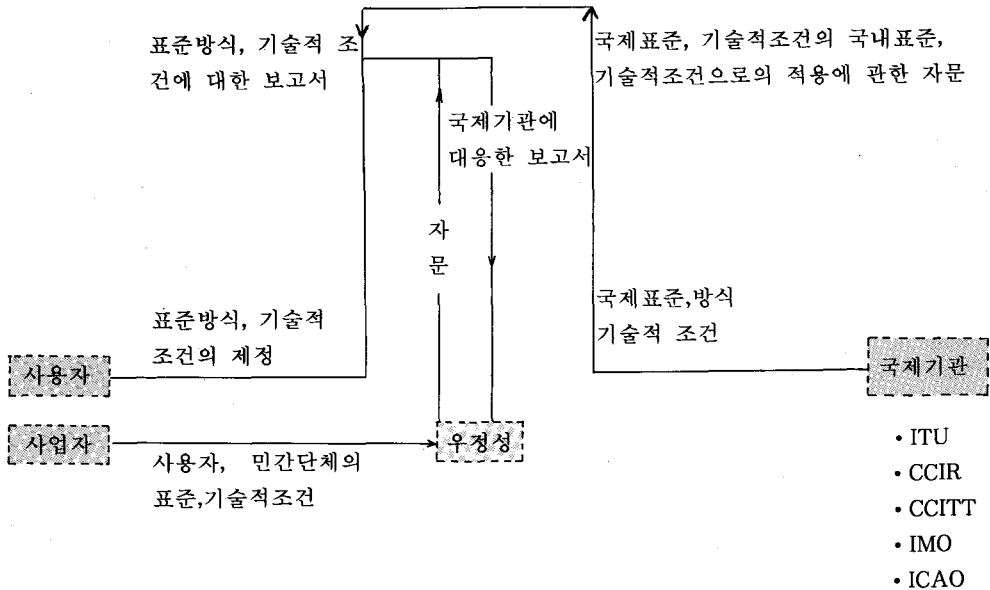 표준방식, 기술적 조
건에 대한 보고서
국제표준, 기술적조건의 국내표준,
기술적조건으로의 적용에 관한 자문
국제기관에
대응한 보고서
자
문
표준방식, 기술적
조건의 제정
국제표준,방식
기술적 조건
사용자
국제기관
사업자
우정성
사용자, 민간단체의
표준,기술적조건
• ITU
• CCIR
• CCITT
• IMO
• ICAO